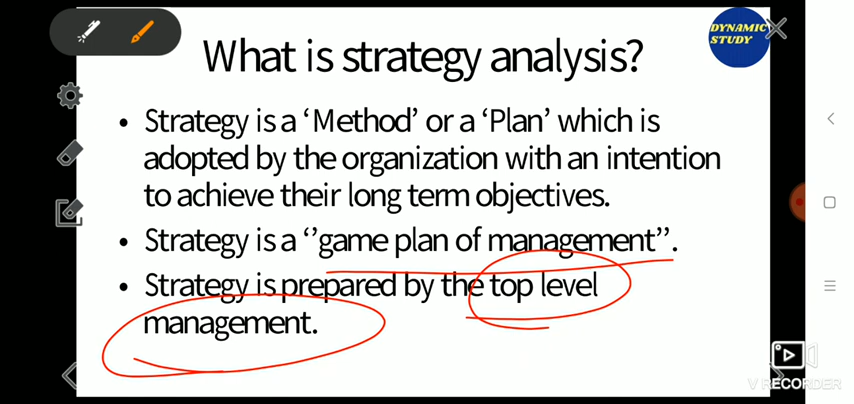 DYNAMIC
STUDY
What is strategy analysis?
• Strategy is a ‘Method’ or a ‘Plan’ which is
adopted by the organization with an intention
to achieve their long term objectives.
• Strategy is a ‘’game plan of management’’.
• Strategy is prepared by the top level
management.
V RECORDER